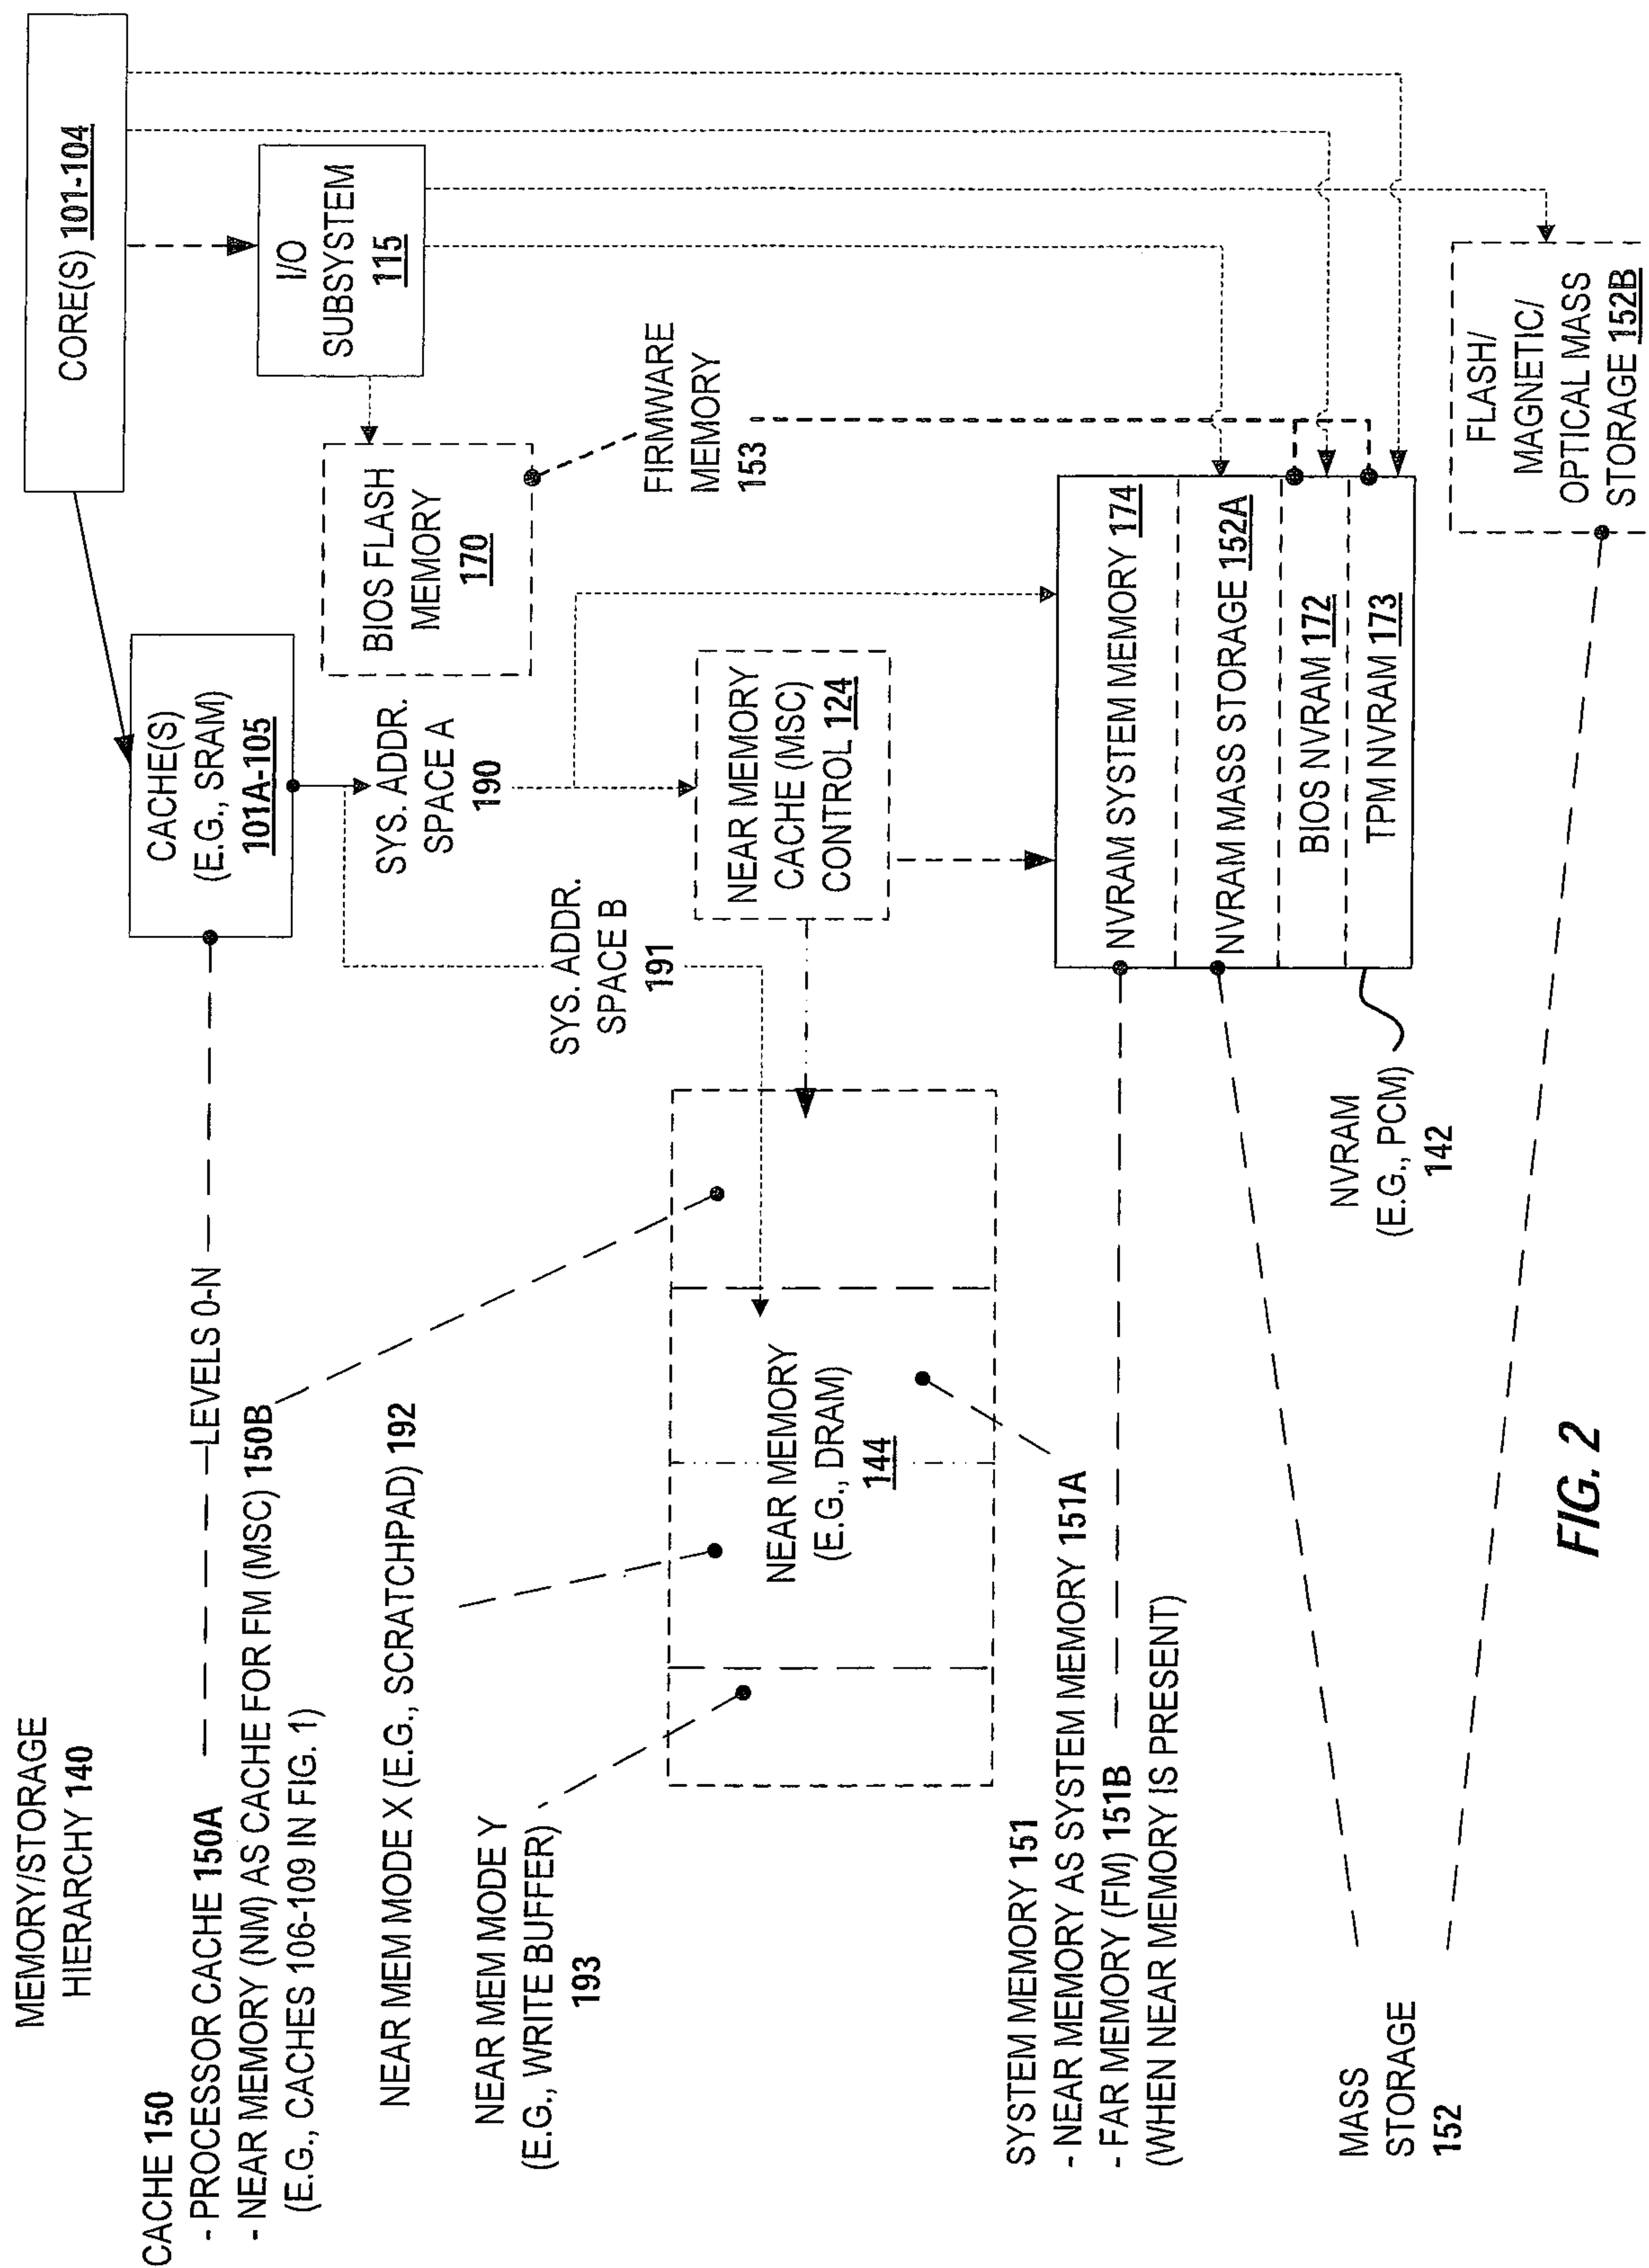 MEMORY/STORAGE
HIERARCHY 140
CACHE 150
- PROCESSOR CACHE 150A
LEVELS 0-N
- NEAR MEMORY (NM) AS CACHE FOR FM (MSC) 150B
(E.G., CACHES 106-109 IN FIG. 1)
NEAR MEM MODE X (E.G., SCRATCHPAD) 192
NEAR MEM MODE Y
(E.G., WRITE BUFFER)
193
SYSTEM MEMORY 151
- NEAR MEMORY AS SYSTEM MEMORY 151A
- FAR MEMORY (FM) 151B
(WHEN NEAR MEMORY IS PRESENT)
MASS
STORAGE
152
CORE(S) 101-104
CACHE(S)
(E.G., SRAM)
101A-105
I/O
SUBSYSTEM
115
BIOS FLASH
MEMORY
170
FIRMWARE
MEMORY
153
SYS. ADDR.
SPACE A
190
SYS. ADDR.
SPACE B
191
NEAR MEMORY
CACHE (MSC)
CONTROL 124
NEAR MEMORY
(E.G., DRAM)
144
NVRAM SYSTEM MEMORY 174
NVRAM MASS STORAGE 152A
BIOS NVRAM 172
TPM NVRAM 173
NVRAM
(E.G., PCM)
142
FLASH/
MAGNETIC/
OPTICAL MASS
STORAGE 152B
FIG. 2